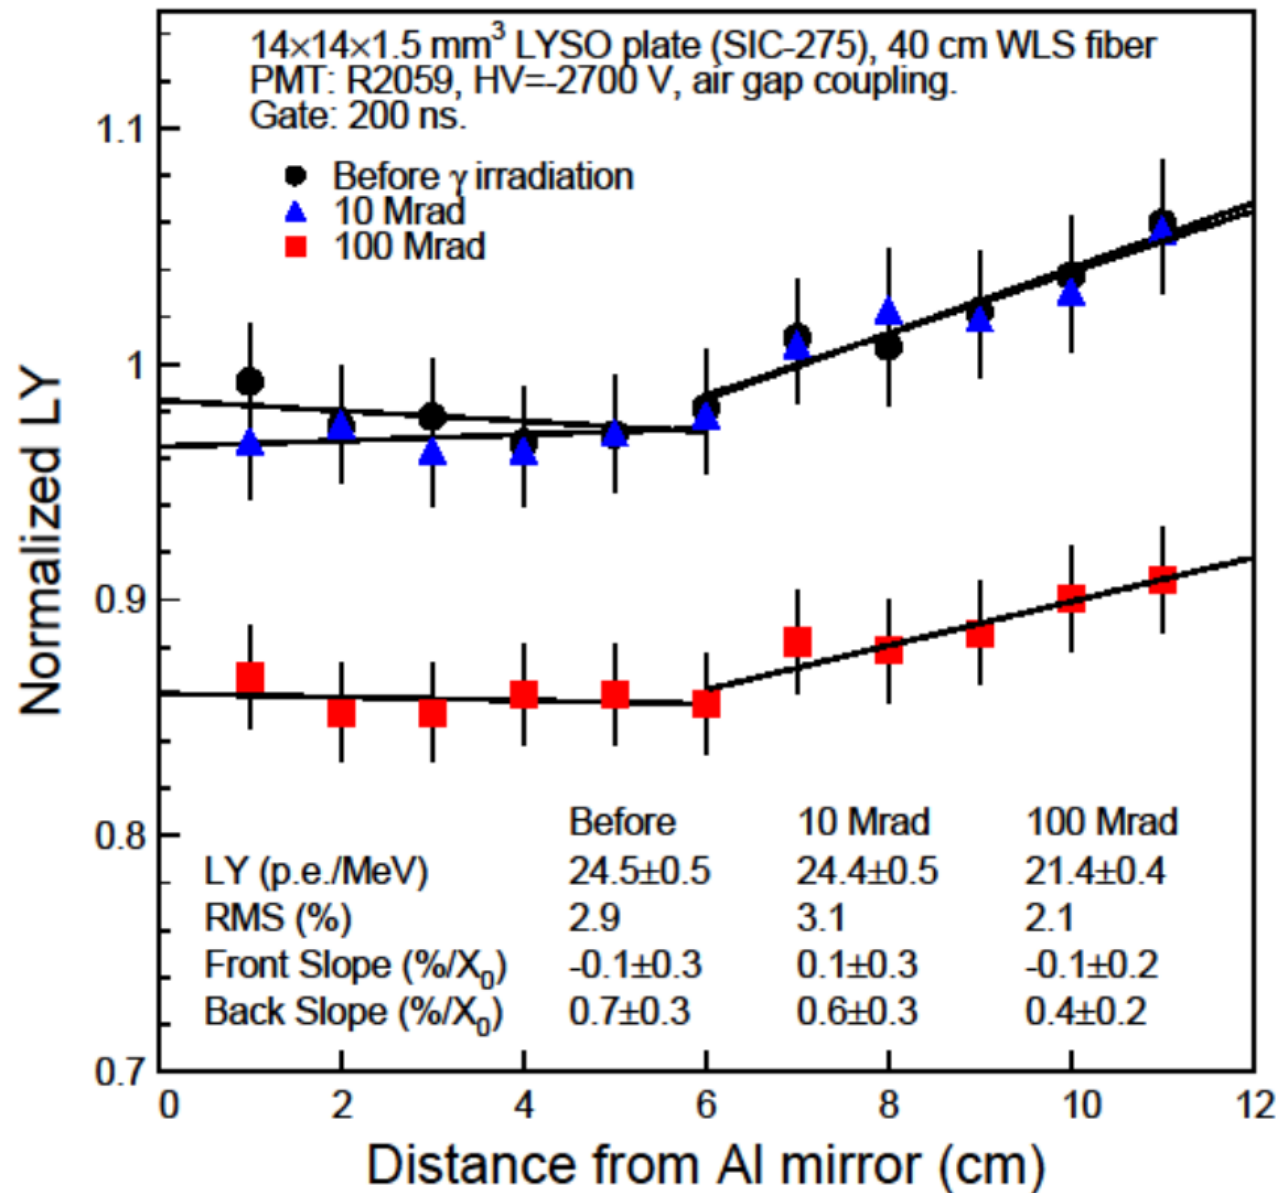 14×14×1.5 mm³ LYSO plate (SIC-275), 40 cm WLS fiber
PMT: R2059, HV=-2700 V, air gap coupling.
Gate: 200 ns.
Before γ irradiation
10 Mrad
100 Mrad
1.1
1
0.9
0.8
0.7
Normalized LY
Before 10 Mrad 100 Mrad
LY (p.e./MeV) 24.5±0.5 24.4±0.5 21.4±0.4
RMS (%) 2.9 3.1 2.1
Front Slope (%/X₀) -0.1±0.3 0.1±0.3 -0.1±0.2
Back Slope (%/X₀) 0.7±0.3 0.6±0.3 0.4±0.2
0 2 4 6 8 10 12
Distance from Al mirror (cm)